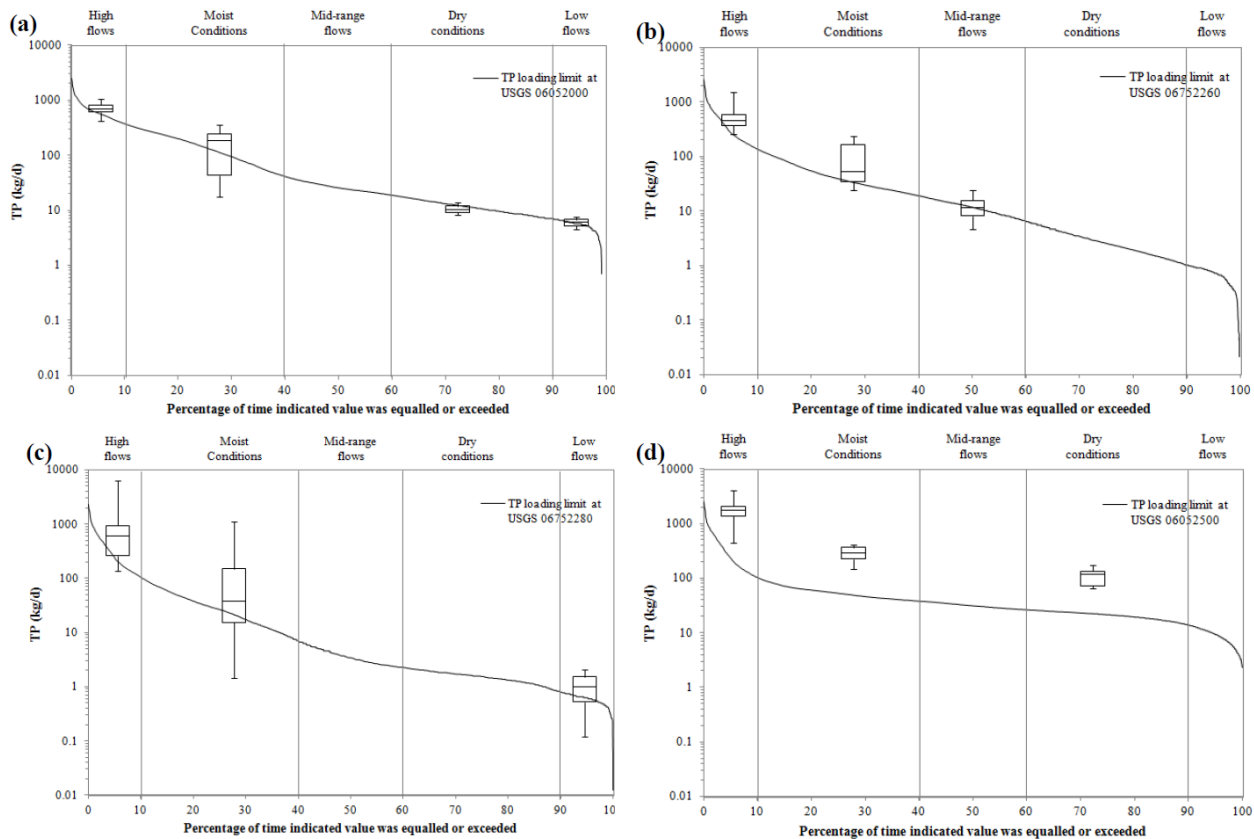 (a)
High Moist Mid-range Dry Low
flows Conditions flows conditions flows
10000
1000
100
10
1
0.1
0.01
TP (kg/d)
TP loading limit at
USGS 06052000
0 10 20 30 40 50 60 70 80 90 100
Percentage of time indicated value was equalled or exceeded
(b)
High Moist Mid-range Dry Low
flows Conditions flows conditions flows
10000
1000
100
10
1
0.1
0.01
TP (kg/d)
TP loading limit at
USGS 06752260
0 10 20 30 40 50 60 70 80 90 100
Percentage of time indicated value was equalled or exceeded
(c)
High Moist Mid-range Dry Low
flows Conditions flows conditions flows
10000
1000
100
10
1
0.1
0.01
TP (kg/d)
TP loading limit at
USGS 06752280
0 10 20 30 40 50 60 70 80 90 100
Percentage of time indicated value was equalled or exceeded
(d)
High Moist Mid-range Dry Low
flows Conditions flows conditions flows
10000
1000
100
10
1
0.1
0.01
TP (kg/d)
TP loading limit at
USGS 06052500
0 10 20 30 40 50 60 70 80 90 100
Percentage of time indicated value was equalled or exceeded